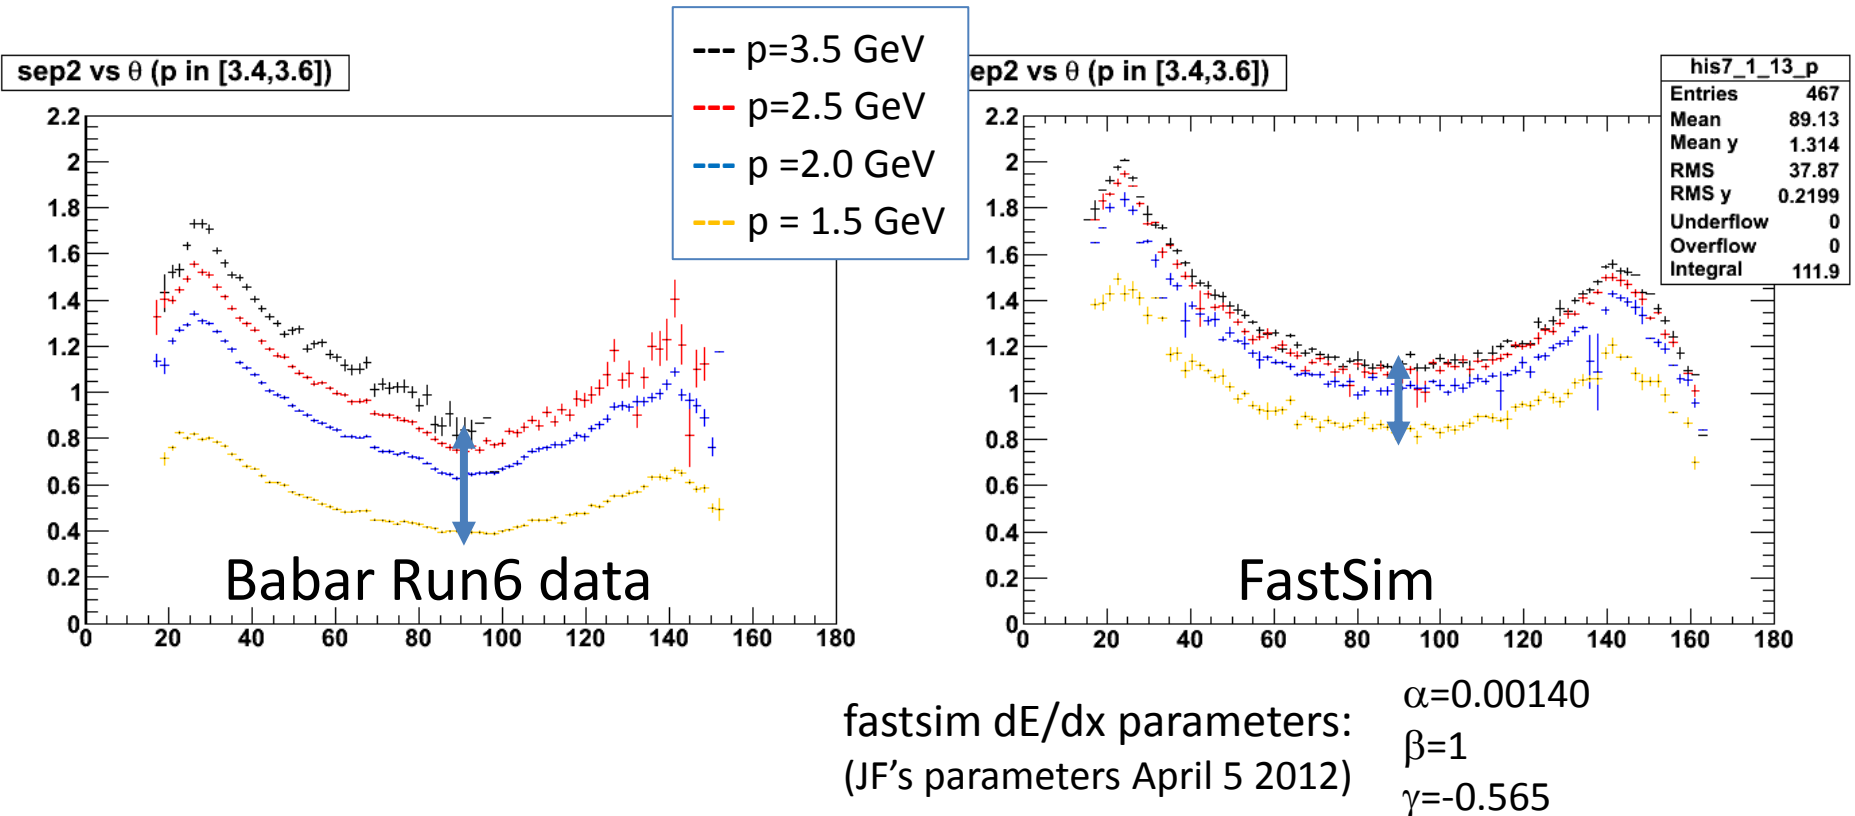 --- p=3.5 GeV
--- p=2.5 GeV
--- p =2.0 GeV
--- p = 1.5 GeV
sep2 vs θ (p in [3.4,3.6])
2.2
2
1.8
1.6
1.4
1.2
1
0.8
0.6
0.4
0.2
0
0 20 40 60 80 100 120 140 160 180
Babar Run6 data
ep2 vs θ (p in [3.4,3.6])
his7_1_13_p
Entries 467
Mean 89.13
Mean y 1.314
RMS 37.87
RMS y 0.2199
Underflow 0
Overflow 0
Integral 111.9
2.2
2
1.8
1.6
1.4
1.2
1
0.8
0.6
0.4
0.2
0
0 20 40 60 80 100 120 140 160 180
FastSim
fastsim dE/dx parameters:
(JF’s parameters April 5 2012)
α=0.00140
β=1
γ=-0.565